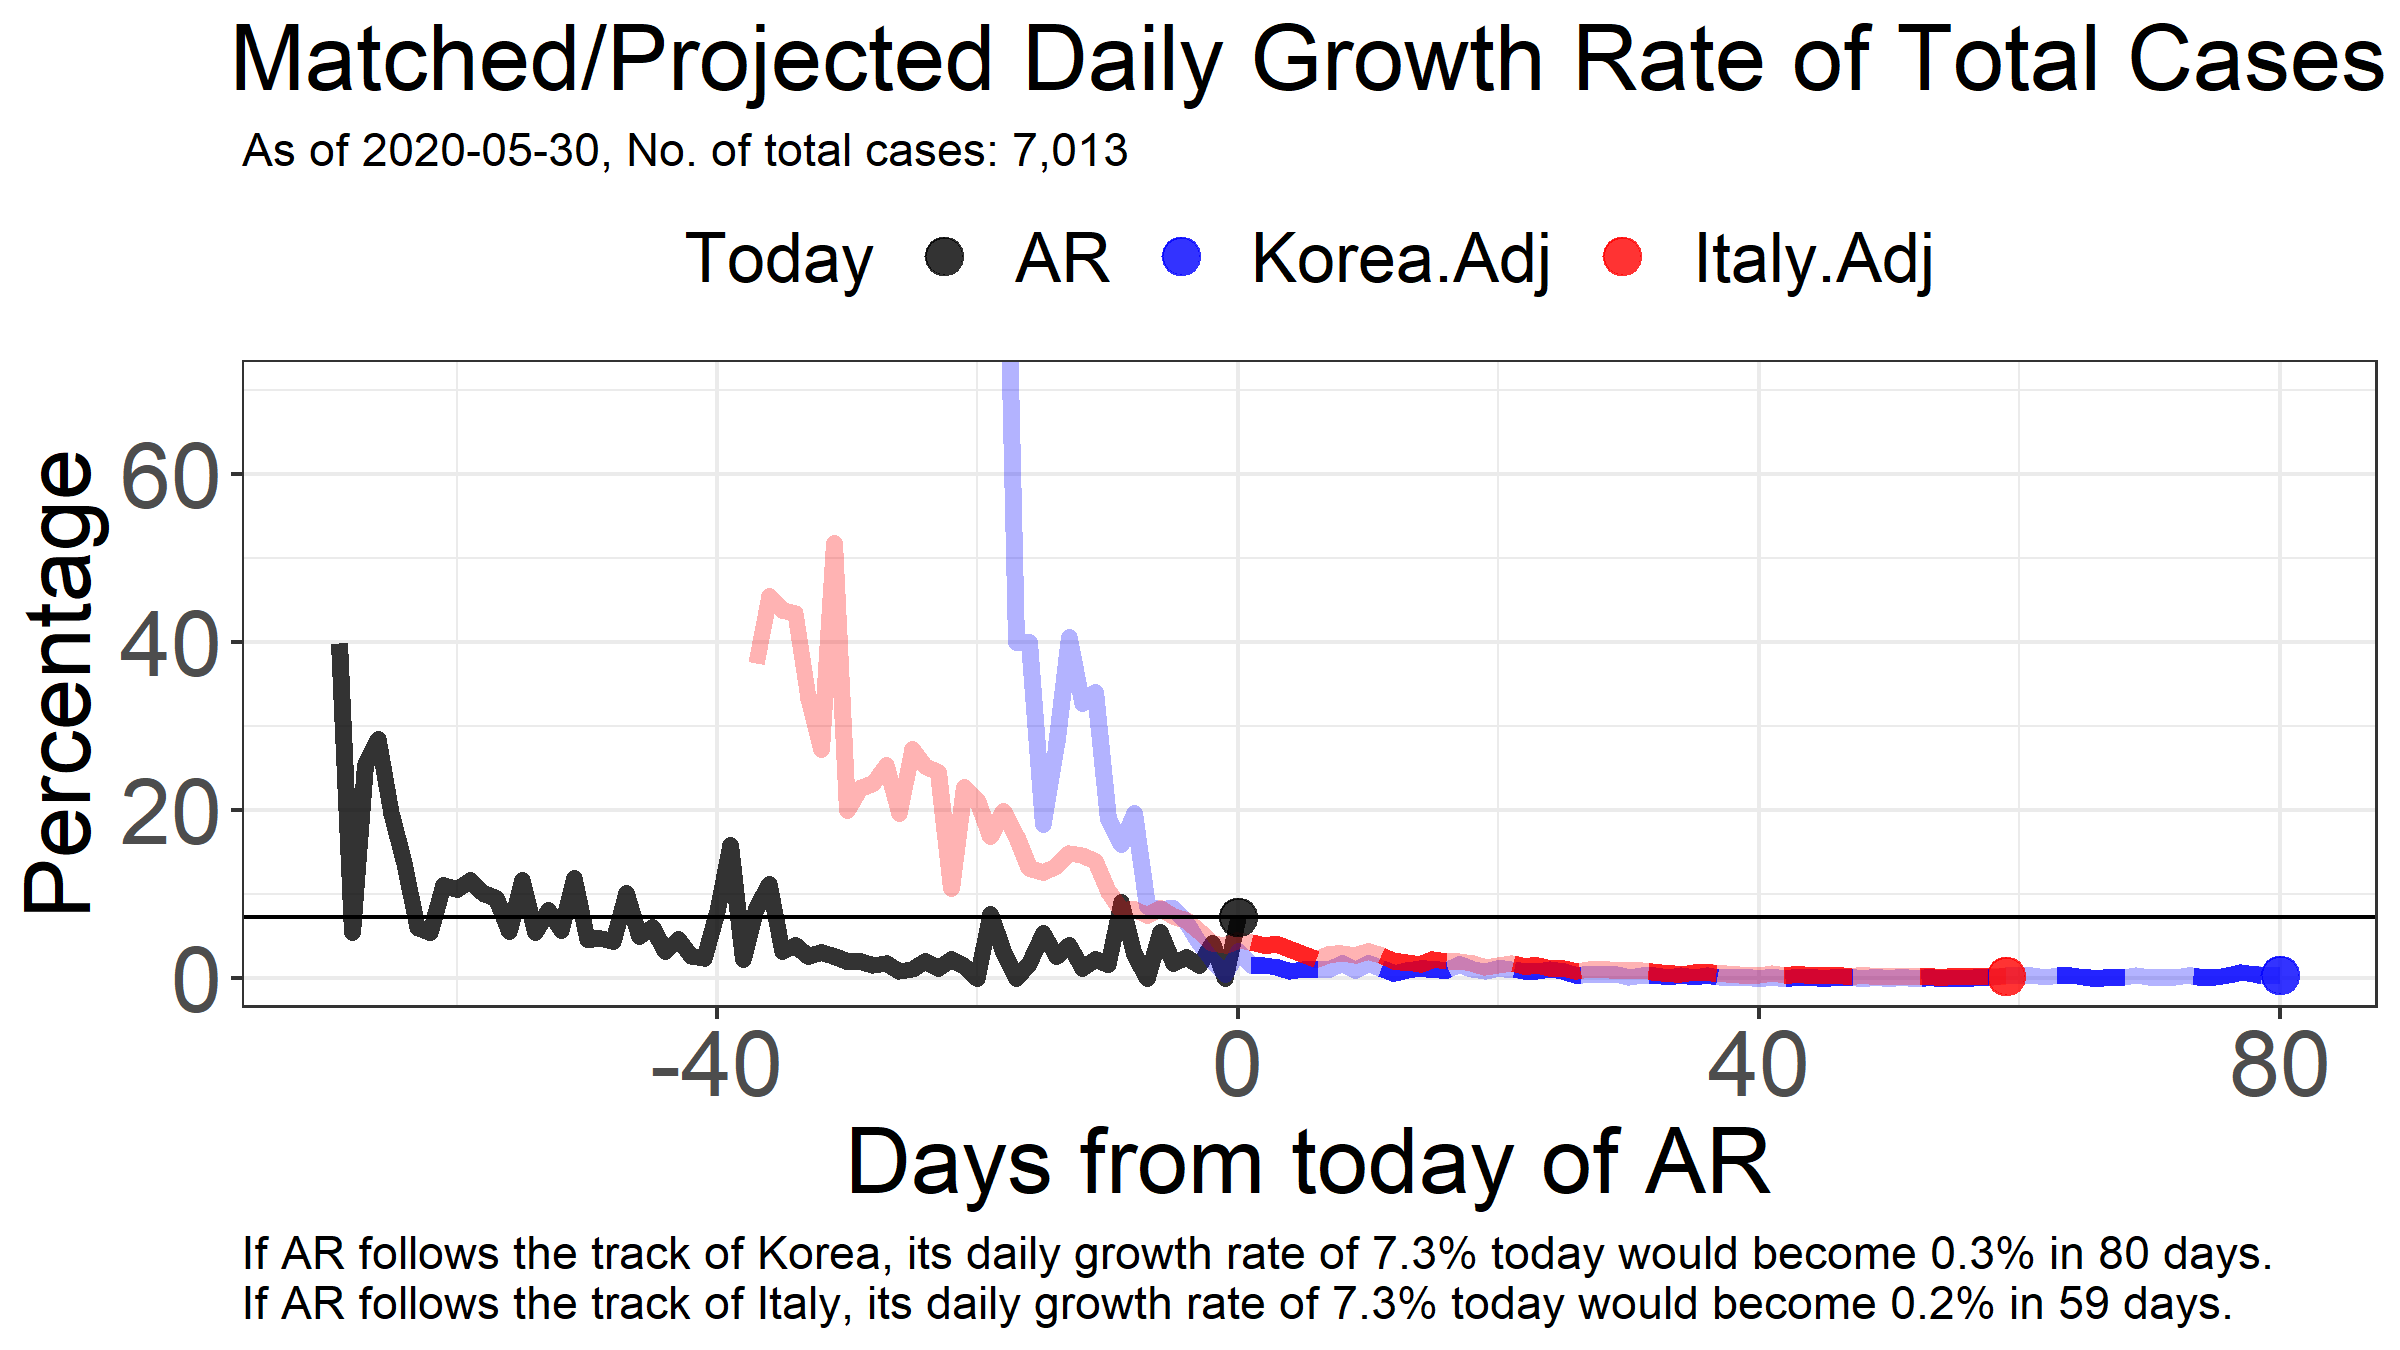 Matched/Projected Daily Growth Rate of Total Cases
As of 2020-05-30, No. of total cases: 7,013
Today AR Korea.Adj Italy.Adj
Percentage
60
40
20
0
-40 0 40 80
Days from today of AR
If AR follows the track of Korea, its daily growth rate of 7.3% today would become 0.3% in 80 days.
If AR follows the track of Italy, its daily growth rate of 7.3% today would become 0.2% in 59 days.